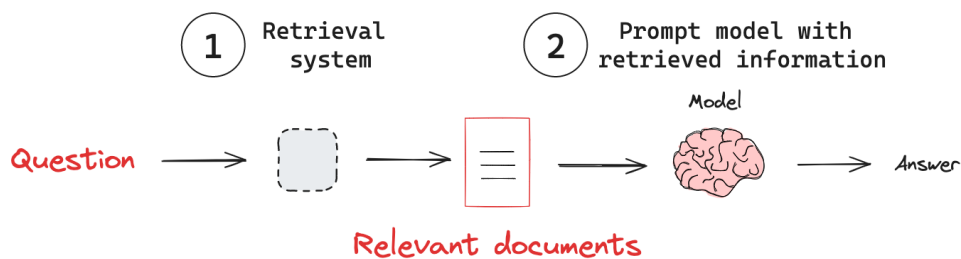 1
Retrieval
system
2
Prompt model with
retrieved information
Model
Question
Answer
Relevant documents